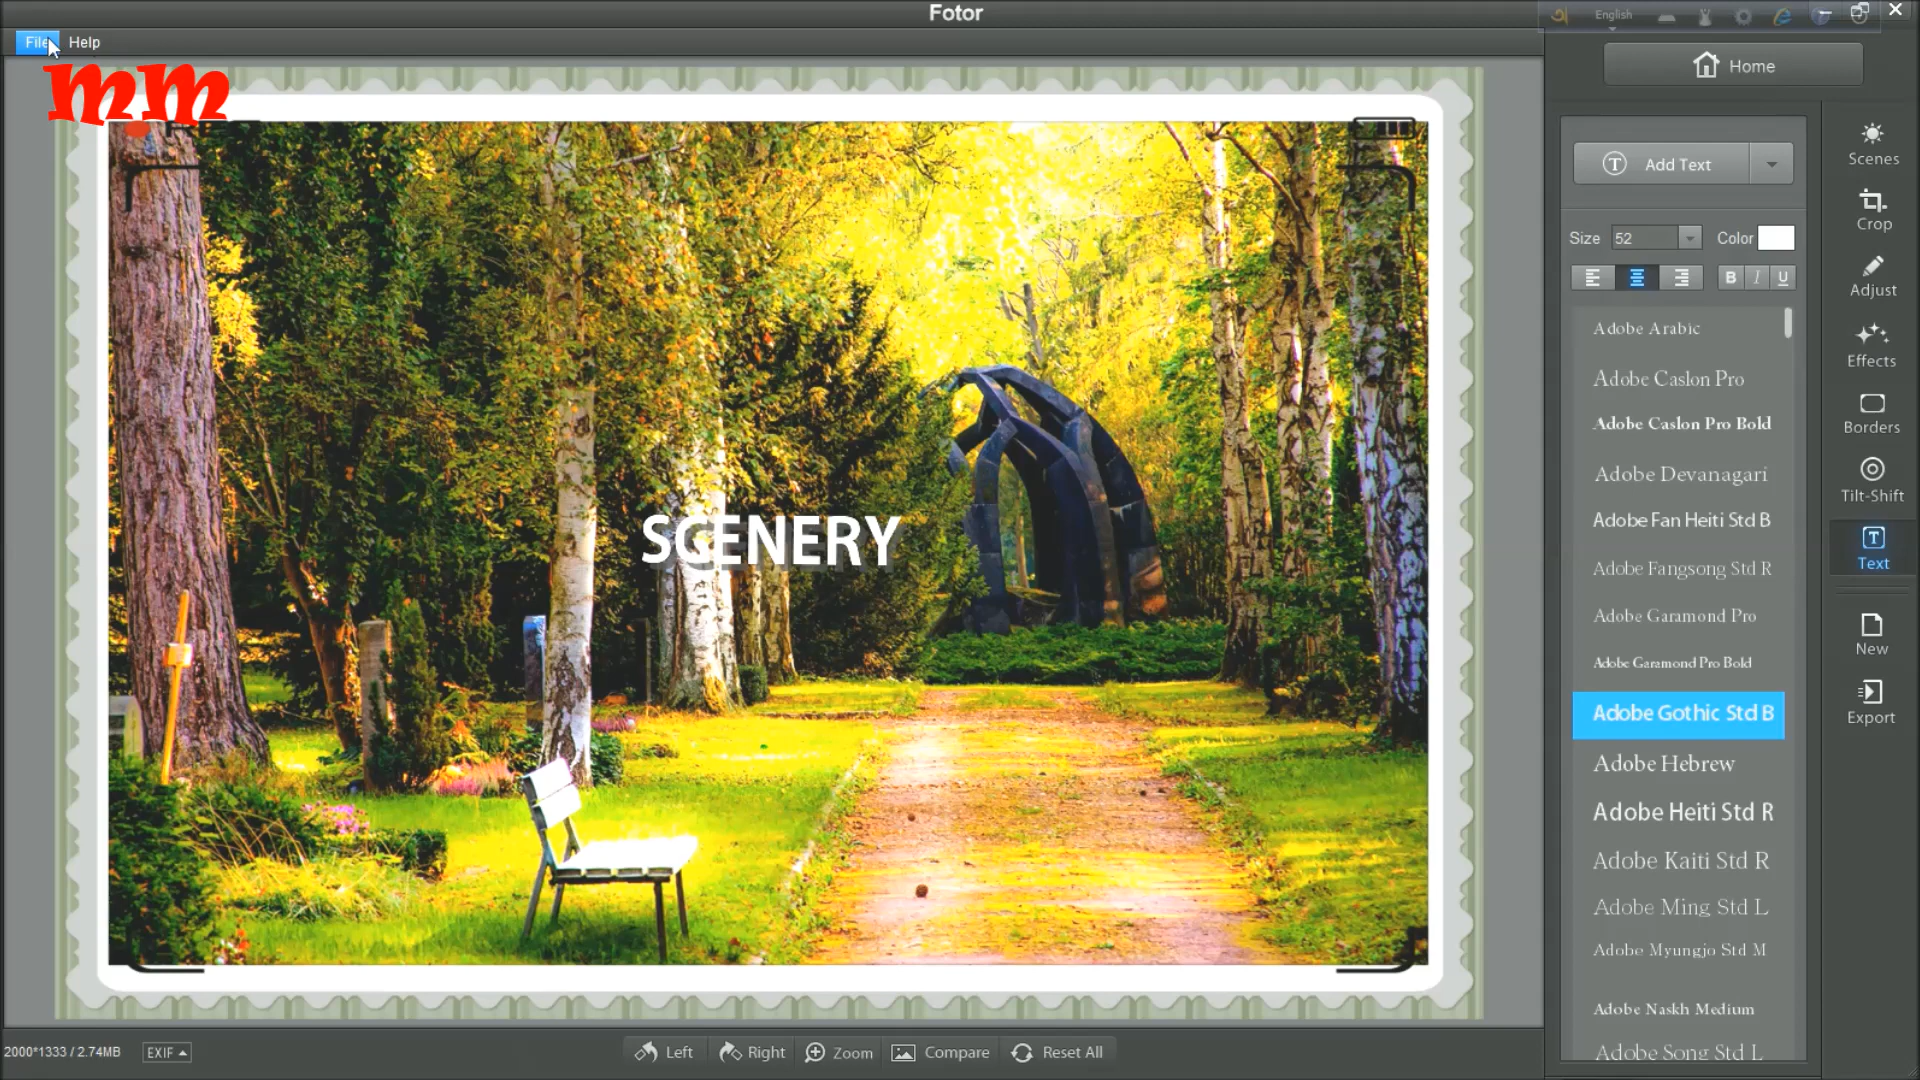 Fotor
English
File Help
mm
Home
Add Text
Size 52 Color
B I U
Adobe Arabic
Adobe Caslon Pro
Adobe Caslon Pro Bold
Adobe Devanagari
Adobe Fan Heiti Std B
Adobe Fangsong Std R
Adobe Garamond Pro
Adobe Garamond Pro Bold
Adobe Gothic Std B
Adobe Hebrew
Adobe Heiti Std R
Adobe Kaiti Std R
Adobe Ming Std L
Adobe Myungjo Std M
Adobe Naskh Medium
Adobe Song Std L
Scenes
Crop
Adjust
Effects
Borders
Tilt-Shift
Text
New
Export
SCENERY
2000*1333 / 2.74MB EXIF
Left Right Zoom Compare Reset All